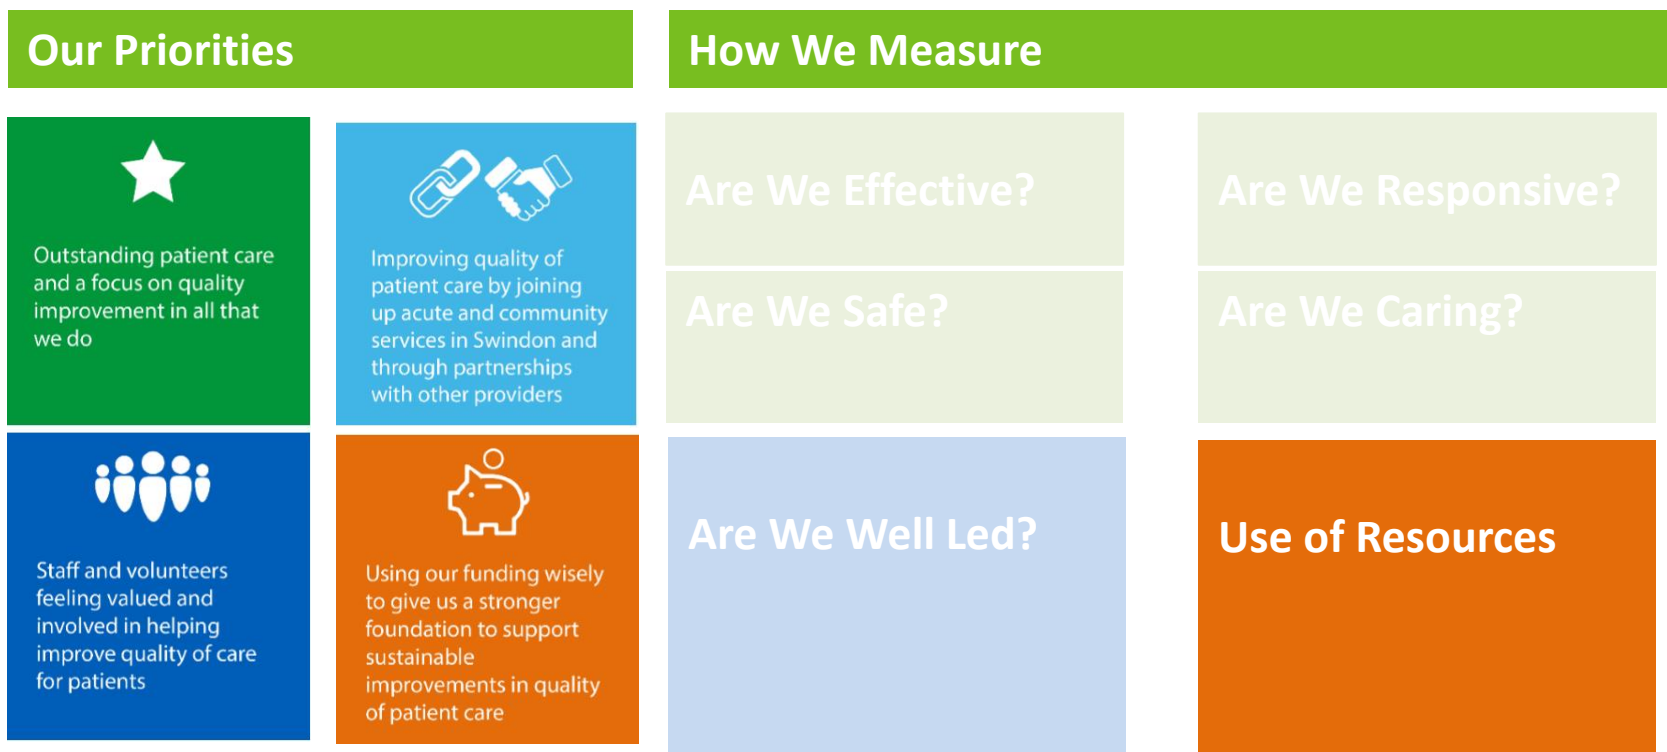 Our Priorities
How We Measure
Outstanding patient care
and a focus on quality
improvement in all that
we do
Improving quality of
patient care by joining
up acute and community
services in Swindon and
through partnerships
with other providers
Staff and volunteers
feeling valued and
involved in helping
improve quality of care
for patients
Using our funding wisely
to give us a stronger
foundation to support
sustainable
improvements in quality
of patient care
Are We Effective?
Are We Responsive?
Are We Safe?
Are We Caring?
Are We Well Led?
Use of Resources